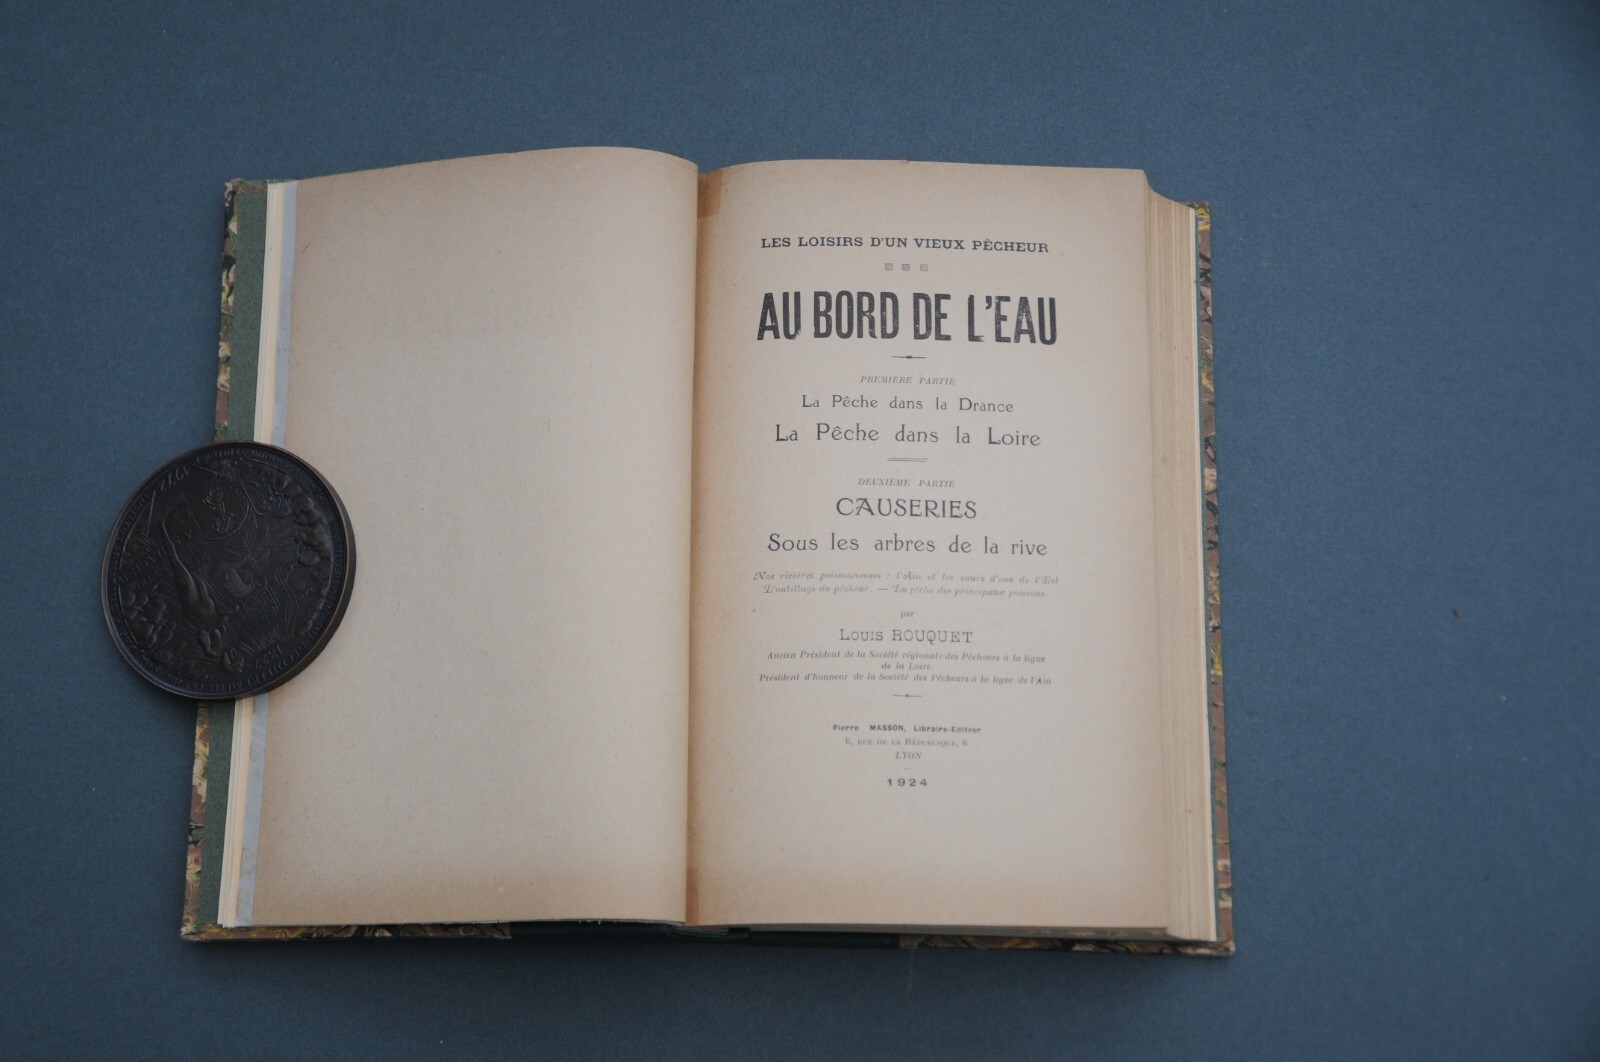 LES LOISIRS D'UN VIEUX PÊCHEUR
AU BORD DE L'EAU
PREMIÈRE PARTIE
La Pêche dans la Drance
La Pêche dans la Loire
DEUXIÈME PARTIE
CAUSERIES
Sous les arbres de la rive
Nos rivières poissonneuses : l'Ain et les cours d'eau de l'Est
L'outillage du pêcheur. — La pêche des principaux poissons.
par
LOUIS ROUQUET
Ancien Président de la Société régionale des Pêcheurs à la ligne
de la Loire.
Président d'honneur de la Société des Pêcheurs à la ligne de l'Ain
Pierre MASSON, Libraire-Editeur
6, RUE DE LA RÉPUBLIQUE, 6
LYON
1924
1977